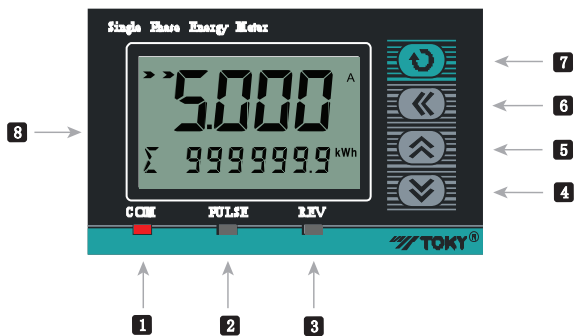 Single Phase Energy Meter
5.000 A
Σ 999999.9 kWh
COM PULSE REV
TOKY®
7
6
5
4
8
1 2 3